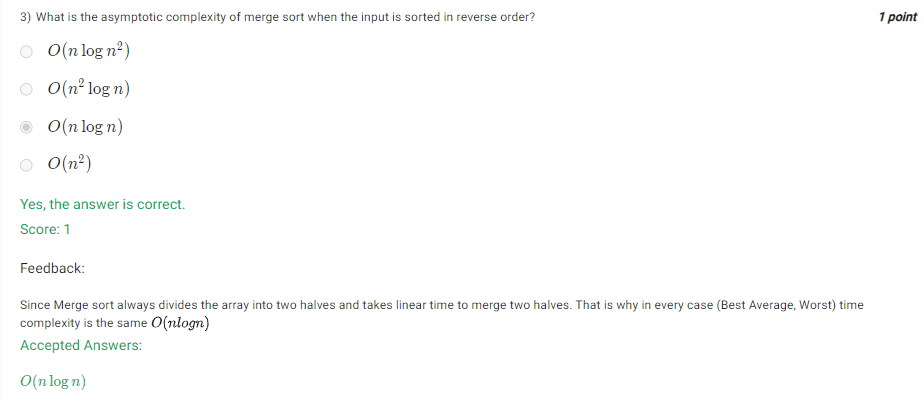 3) What is the asymptotic complexity of merge sort when the input is sorted in reverse order? 1 point
O(n log n²)
O(n² log n)
O(n log n)
O(n²)
Yes, the answer is correct.
Score: 1
Feedback:
Since Merge sort always divides the array into two halves and takes linear time to merge two halves. That is why in every case (Best Average, Worst) time
complexity is the same O(nlogn)
Accepted Answers:
O(n log n)